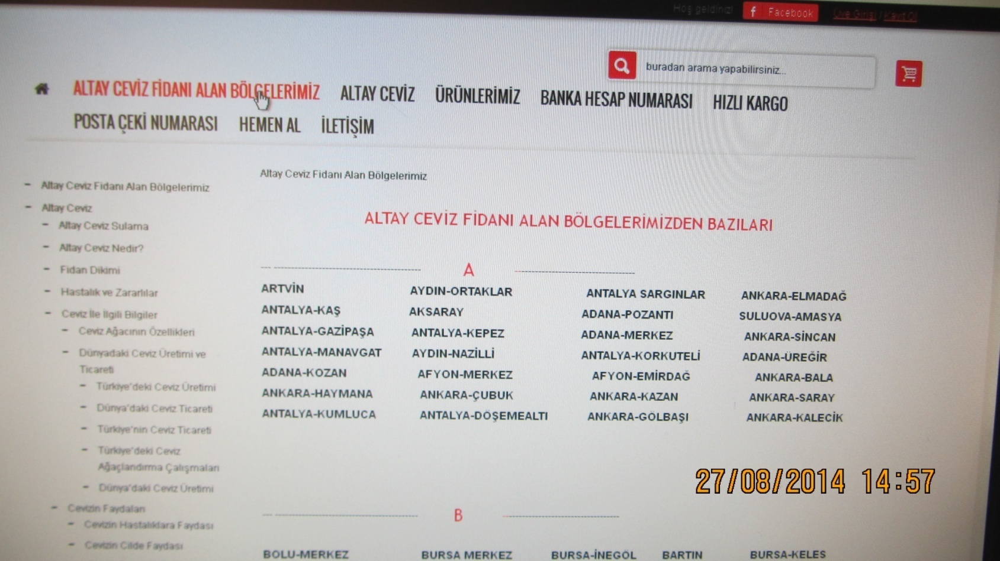 Hoş geldiniz!
Facebook
Üye Girişi / Kayıt Ol
buradan arama yapabilirsiniz...
ALTAY CEVİZ FİDANI ALAN BÖLGELERİMİZ ALTAY CEVİZ ÜRÜNLERİMİZ BANKA HESAP NUMARASI HIZLI KARGO
POSTA ÇEKİ NUMARASI HEMEN AL İLETİŞİM
- Altay Ceviz Fidanı Alan Bölgelerimiz
- Altay Ceviz
- Altay Ceviz Sulama
- Altay Ceviz Nedir?
- Fidan Dikimi
- Hastalık ve Zararlılar
- Ceviz İle İlgili Bilgiler
- Ceviz Ağacının Özellikleri
- Dünyadaki Ceviz Üretimi ve
Ticareti
- Türkiye'deki Ceviz Üretimi
- Dünya'daki Ceviz Ticareti
- Türkiye'nin Ceviz Ticareti
- Türkiye'deki Ceviz
Ağaçlandırma Çalışmaları
- Dünya'daki Ceviz Üretimi
- Cevizin Faydaları
- Cevizin Hastalıklara Faydası
- Cevizin Cilde Faydası
Altay Ceviz Fidanı Alan Bölgelerimiz
ALTAY CEVİZ FİDANI ALAN BÖLGELERİMİZDEN BAZILARI
A
ARTVİN AYDIN-ORTAKLAR ANTALYA SARGINLAR ANKARA-ELMADAĞ
ANTALYA-KAŞ AKSARAY ADANA-POZANTI SULUOVA-AMASYA
ANTALYA-GAZİPAŞA ANTALYA-KEPEZ ADANA-MERKEZ ANKARA-SİNCAN
ANTALYA-MANAVGAT AYDIN-NAZİLLİ ANTALYA-KORKUTELİ ADANA-ÜREĞİR
ADANA-KOZAN AFYON-MERKEZ AFYON-EMİRDAĞ ANKARA-BALA
ANKARA-HAYMANA ANKARA-ÇUBUK ANKARA-KAZAN ANKARA-SARAY
ANTALYA-KUMLUCA ANTALYA-DÖŞEMEALTI ANKARA-GÖLBAŞI ANKARA-KALECİK
27/08/2014 14:57
B
BOLU-MERKEZ BURSA MERKEZ BURSA-İNEGÖL BARTIN BURSA-KELES